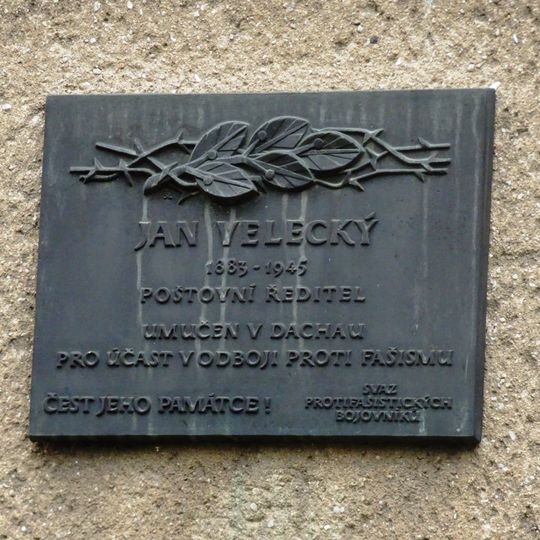 JAN VELECKÝ
1883-1945
POŠTOVNÍ ŘEDITEL
UMUČEN V DACHAU
PRO ÚČAST V ODBOJI PROTI FAŠISMU
ČEST JEHO PAMÁTCE!
SVAZ
PROTIFAŠISTICKÝCH
BOJOVNÍKŮ